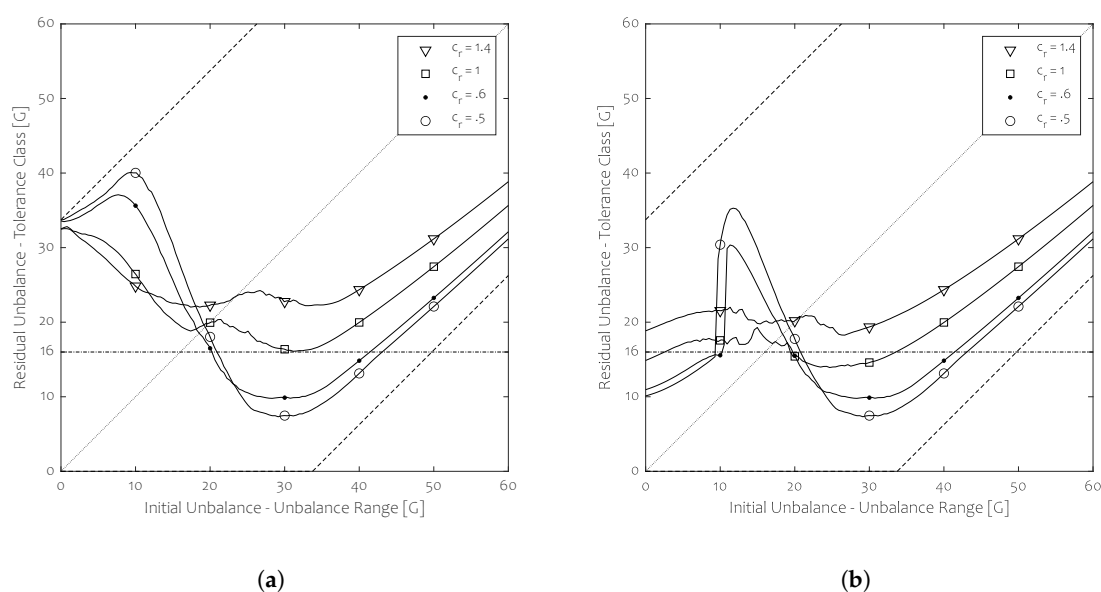 60
50
40
30
20
16
10
0
Residual Unbalance - Tolerance Class [G]
0 10 20 30 40 50 60
Initial Unbalance - Unbalance Range [G]
c_r = 1.4
c_r = 1
c_r = .6
c_r = .5
(a)
60
50
40
30
20
16
10
0
Residual Unbalance - Tolerance Class [G]
0 10 20 30 40 50 60
Initial Unbalance - Unbalance Range [G]
c_r = 1.4
c_r = 1
c_r = .6
c_r = .5
(b)